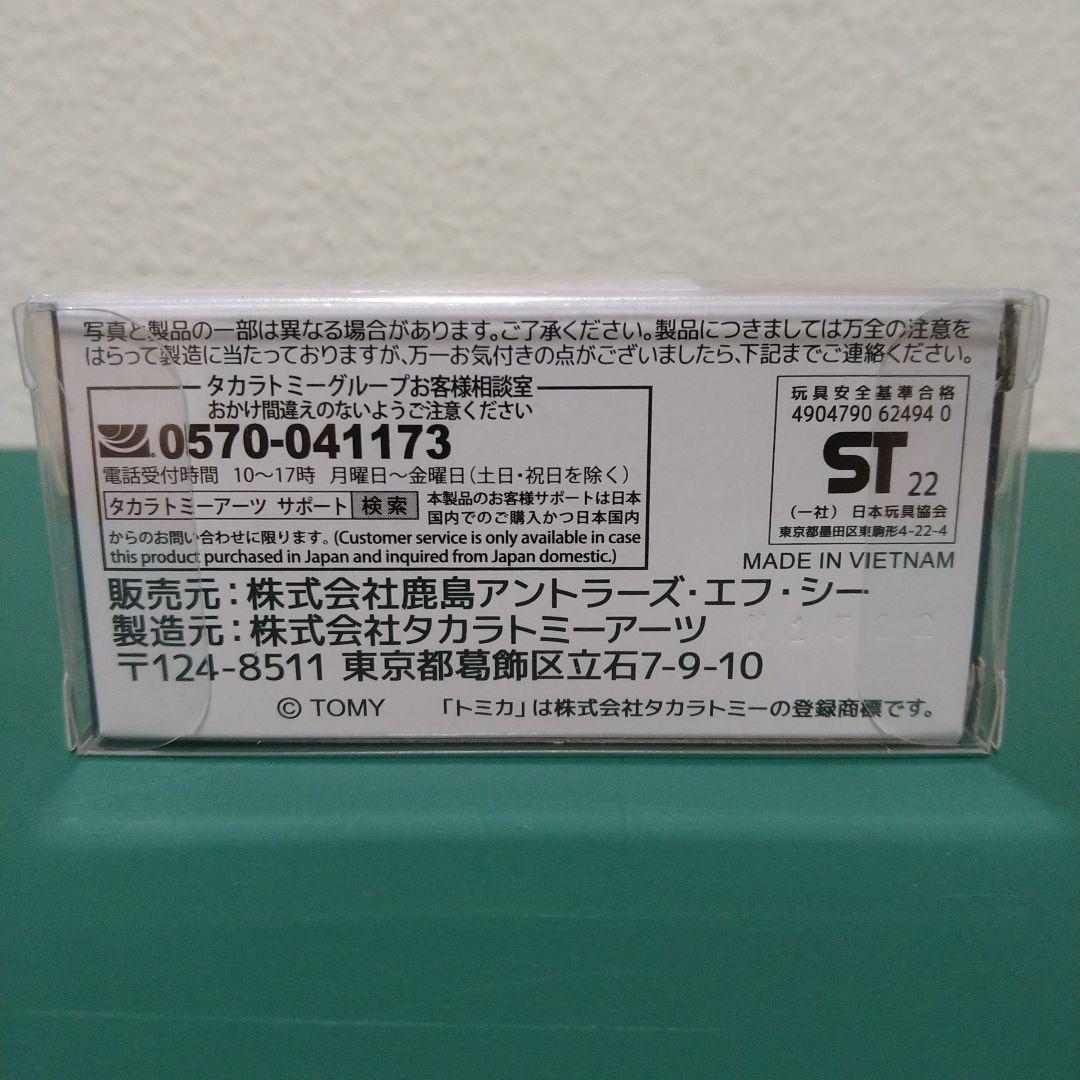 写真と製品の一部は異なる場合があります。ご了承ください。製品につきましては万全の注意を
はらって製造に当たっておりますが、万一お気付きの点がございましたら、下記までご連絡ください。
タカラトミーグループお客様相談室
おかけ間違えのないようご注意ください
0570-041173
電話受付時間 10～17時 月曜日～金曜日(土日・祝日を除く)
タカラトミーアーツ サポート 検索
本製品のお客様サポートは日本
国内でのご購入かつ日本国内
からのお問い合わせに限ります。(Customer service is only available in case
this product purchased in Japan and inquired from Japan domestic.)
玩具安全基準合格
4904790 62494 0
ST 22
(一社) 日本玩具協会
東京都墨田区東駒形4-22-4
MADE IN VIETNAM
販売元：株式会社鹿島アントラーズ・エフ・シー
製造元：株式会社タカラトミーアーツ
〒124-8511 東京都葛飾区立石7-9-10
© TOMY 「トミカ」は株式会社タカラトミーの登録商標です。